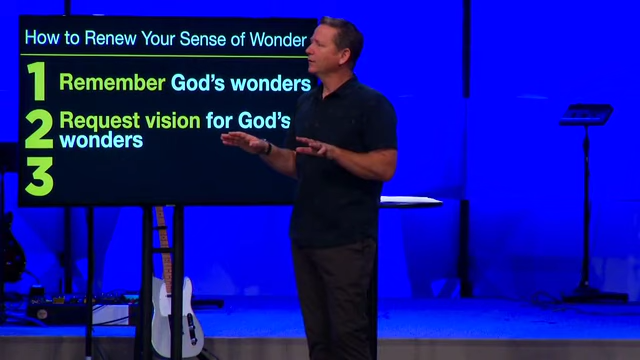 How to Renew Your Sense of Wonder
1 Remember God's wonders
2 Request vision for God's
wonders
3